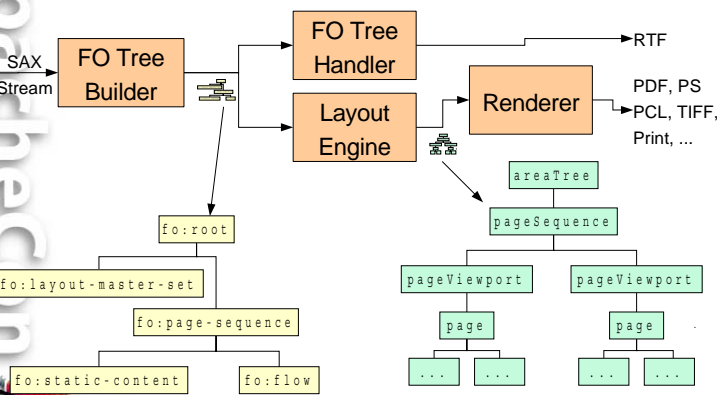 SAX
Stream
FO Tree
Builder
FO Tree
Handler
RTF
Layout
Engine
Renderer
PDF, PS
PCL, TIFF,
Print, ...
fo:root
fo:layout-master-set
fo:page-sequence
fo:static-content
fo:flow
areaTree
pageSequence
pageViewport
pageViewport
page
page
...
...
...
...